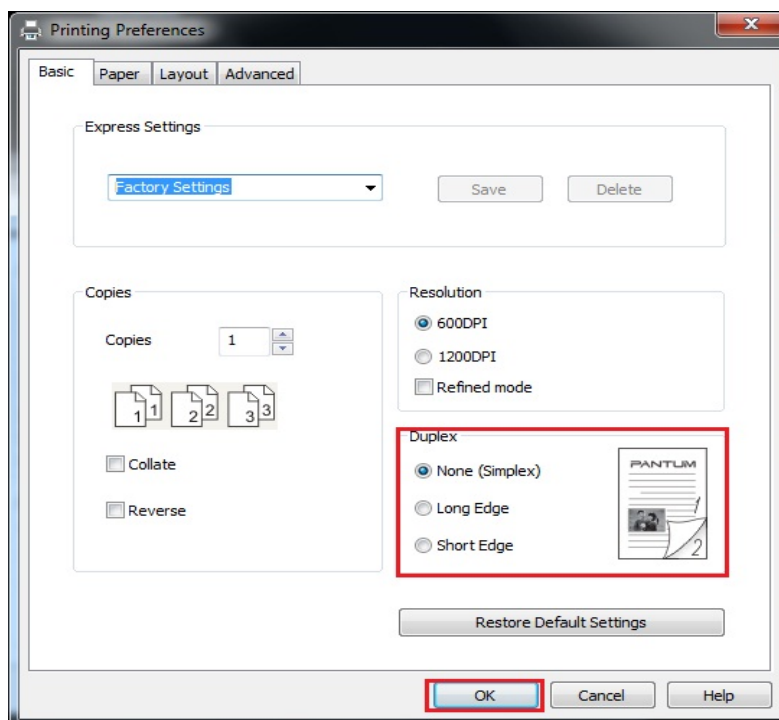 Printing Preferences
Basic Paper Layout Advanced
Express Settings
Factory Settings
Save
Delete
Copies
Copies 1
1 1 2 2 3 3
Collate
Reverse
Resolution
600DPI
1200DPI
Refined mode
Duplex
None (Simplex)
Long Edge
Short Edge
PANTUM
1
2
Restore Default Settings
OK Cancel Help